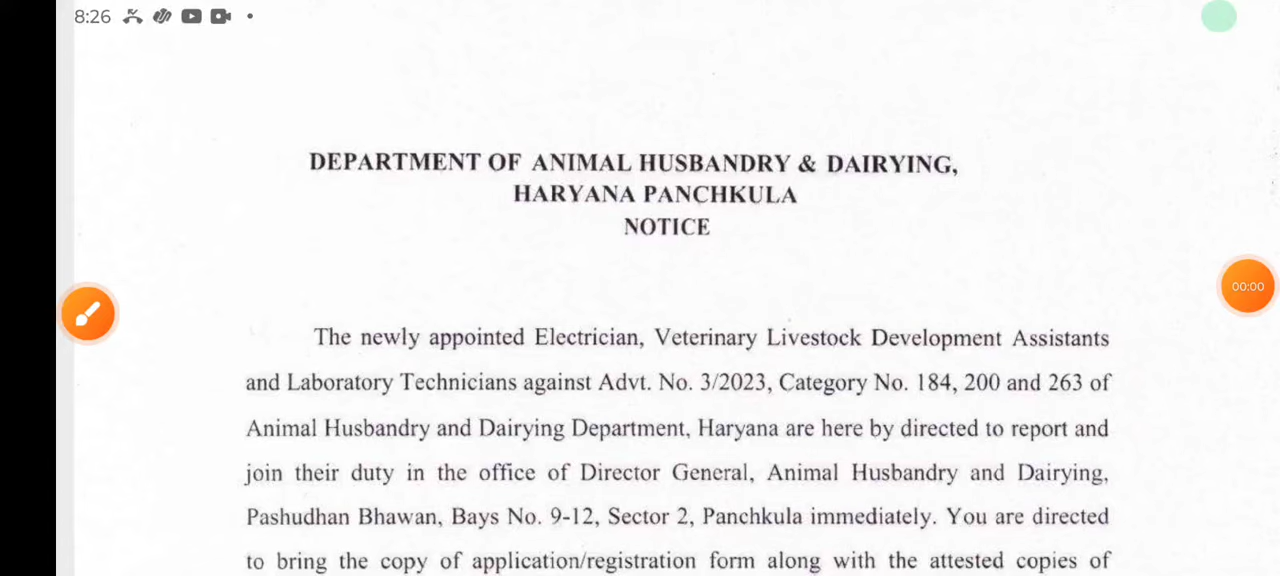 8:26
DEPARTMENT OF ANIMAL HUSBANDRY & DAIRYING,
HARYANA PANCHKULA
NOTICE
00:00
The newly appointed Electrician, Veterinary Livestock Development Assistants
and Laboratory Technicians against Advt. No. 3/2023, Category No. 184, 200 and 263 of
Animal Husbandry and Dairying Department, Haryana are here by directed to report and
join their duty in the office of Director General, Animal Husbandry and Dairying,
Pashudhan Bhawan, Bays No. 9-12, Sector 2, Panchkula immediately. You are directed
to bring the copy of application/registration form along with the attested copies of